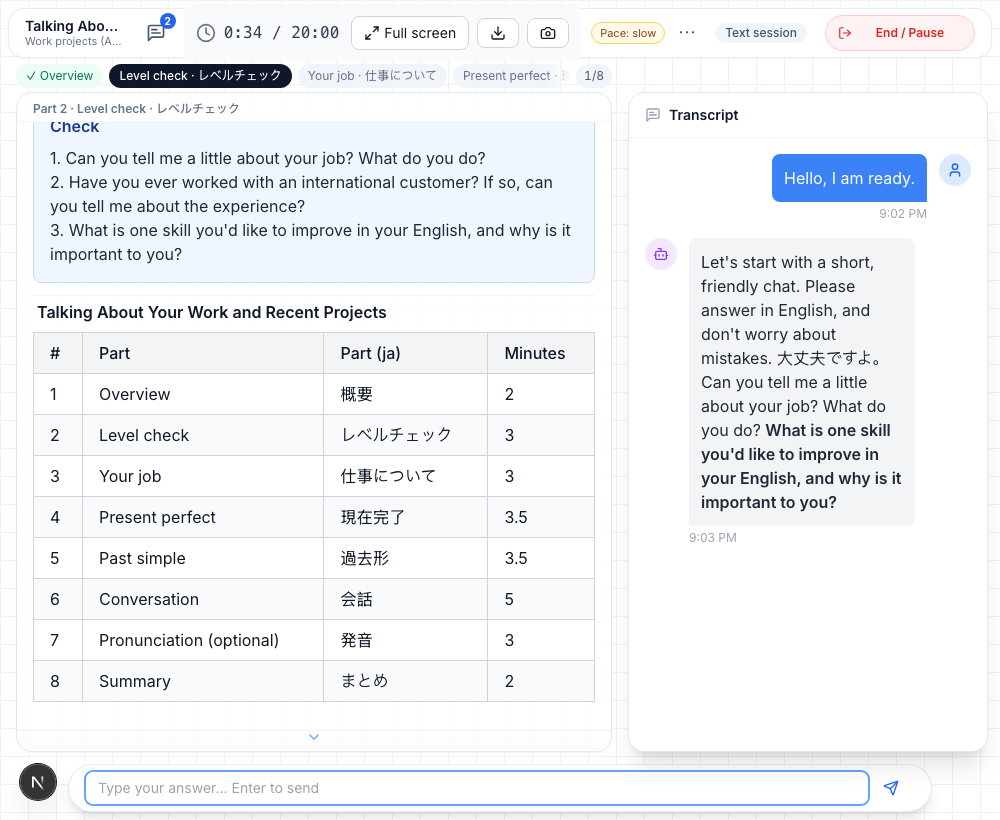 Talking Abo...
Work projects (A...
2
0:34 / 20:00
Full screen
Pace: slow
Text session
End / Pause
✓ Overview
Level check · レベルチェック
Your job · 仕事について
Present perfect ·
1/8
Part 2 · Level check · レベルチェック
Check
1. Can you tell me a little about your job? What do you do?
2. Have you ever worked with an international customer? If so, can
you tell me about the experience?
3. What is one skill you'd like to improve in your English, and why is it
important to you?
Talking About Your Work and Recent Projects
# Part Part (ja) Minutes
1 Overview 概要 2
2 Level check レベルチェック 3
3 Your job 仕事について 3
4 Present perfect 現在完了 3.5
5 Past simple 過去形 3.5
6 Conversation 会話 5
7 Pronunciation (optional) 発音 3
8 Summary まとめ 2
Transcript
Hello, I am ready.
9:02 PM
Let's start with a short,
friendly chat. Please
answer in English, and
don't worry about
mistakes. 大丈夫ですよ。
Can you tell me a little
about your job? What do
you do? What is one skill
you'd like to improve in
your English, and why is it
important to you?
9:03 PM
N
Type your answer... Enter to send